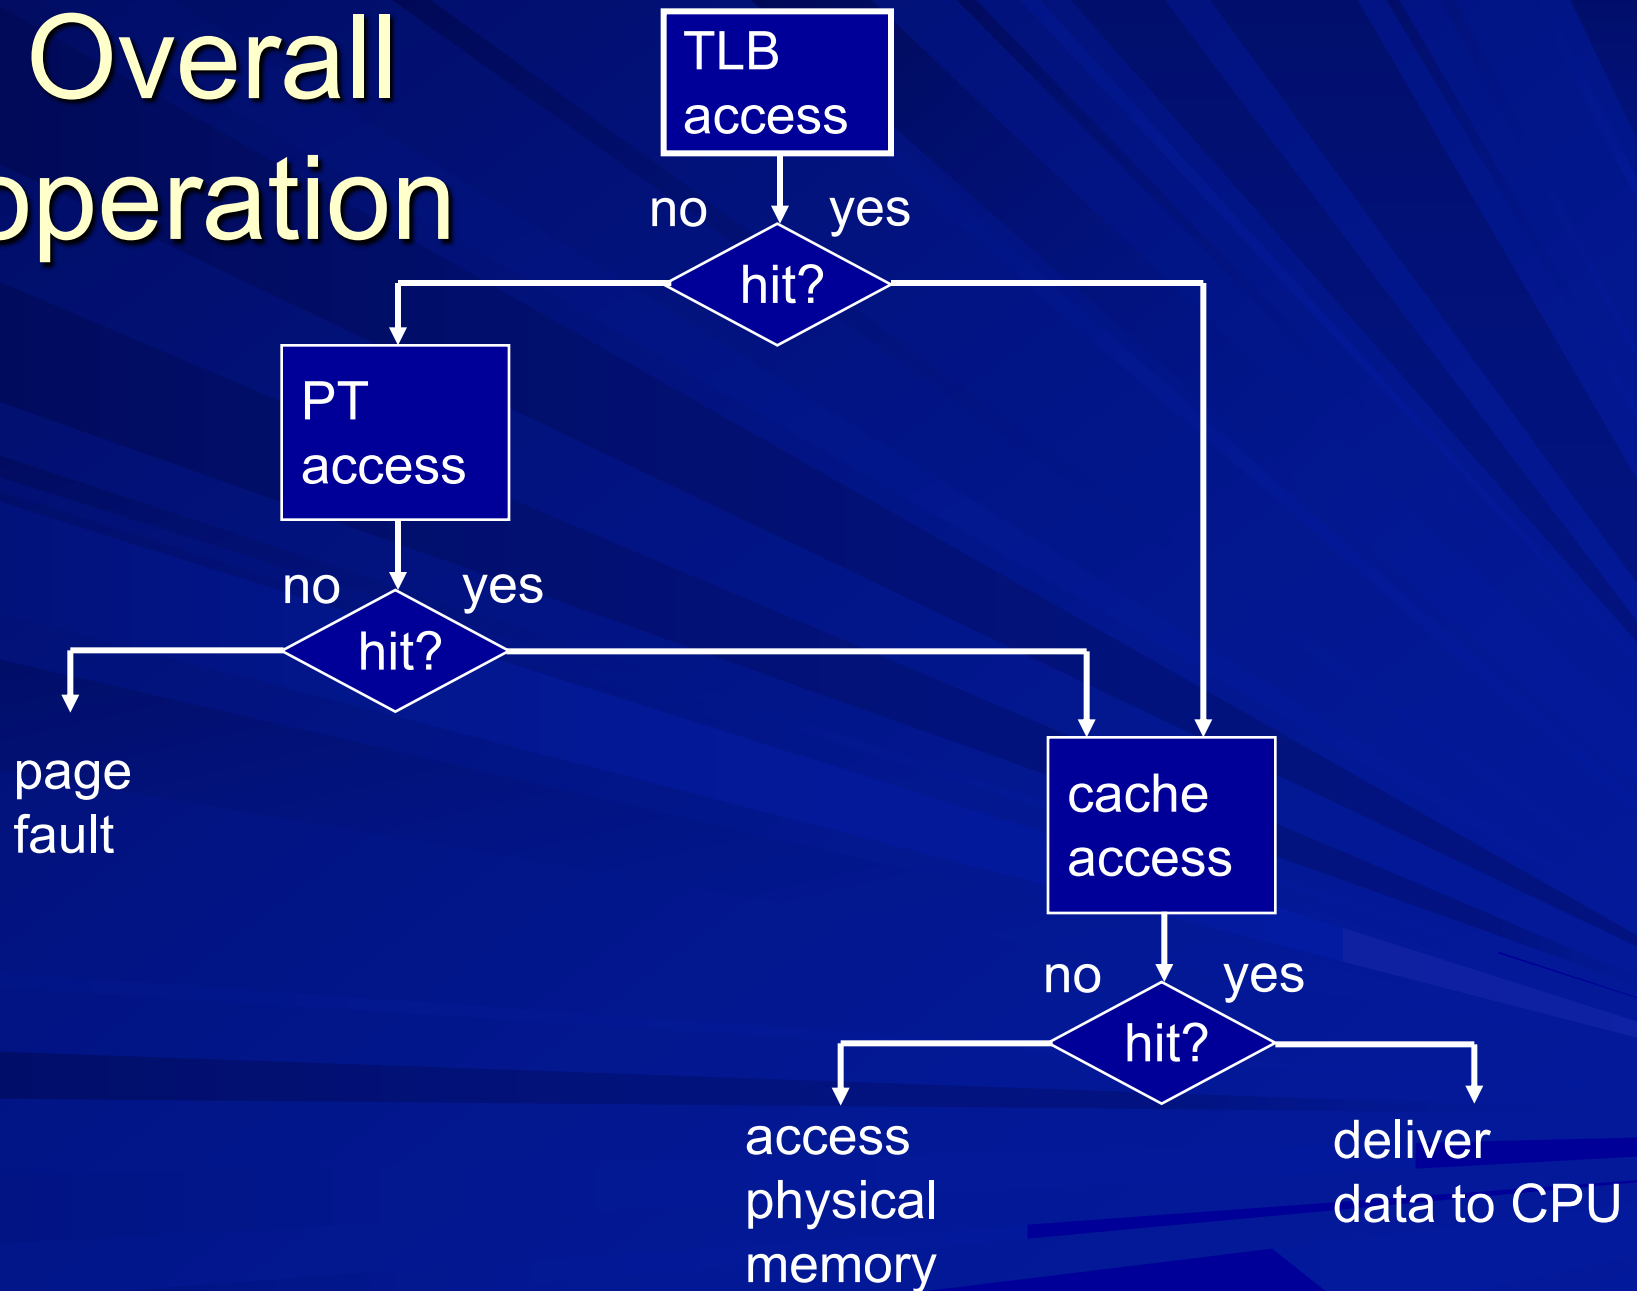 Overall
operation
TLB
access
no yes
hit?
PT
access
no yes
hit?
page
fault
cache
access
no yes
hit?
access
physical
memory
deliver
data to CPU